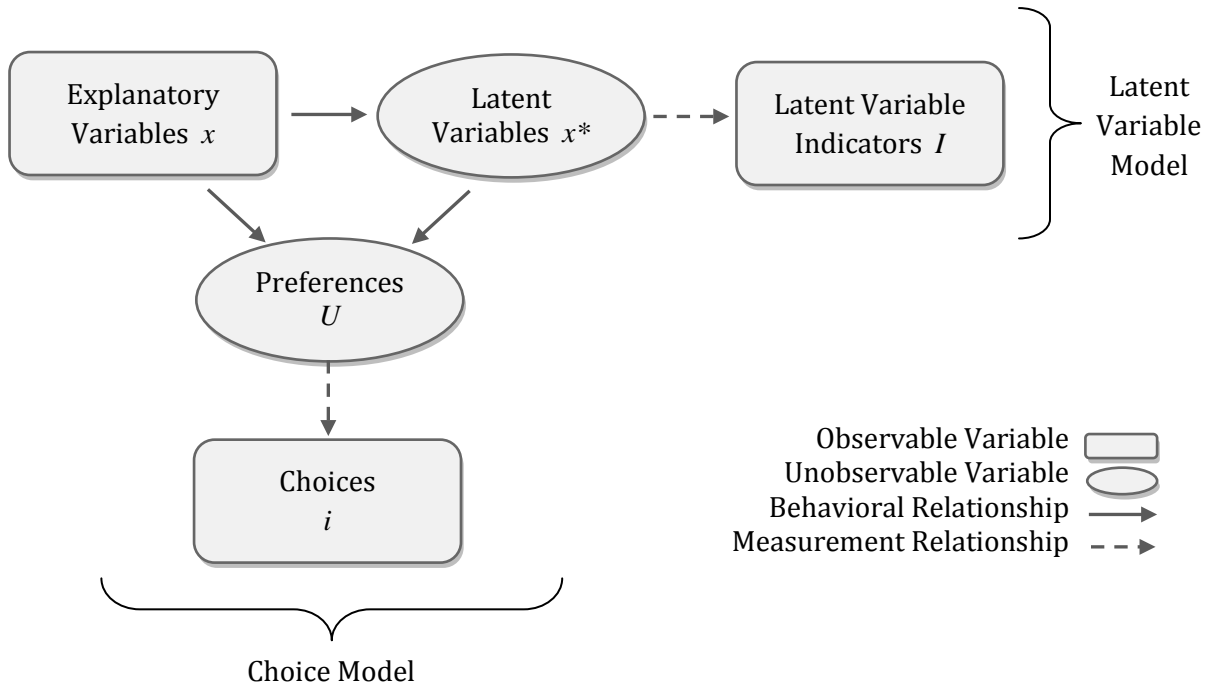 Explanatory
Variables x
Latent
Variables x*
Latent Variable
Indicators I
Latent
Variable
Model
Preferences
U
Choices
i
Observable Variable
Unobservable Variable
Behavioral Relationship
Measurement Relationship
Choice Model